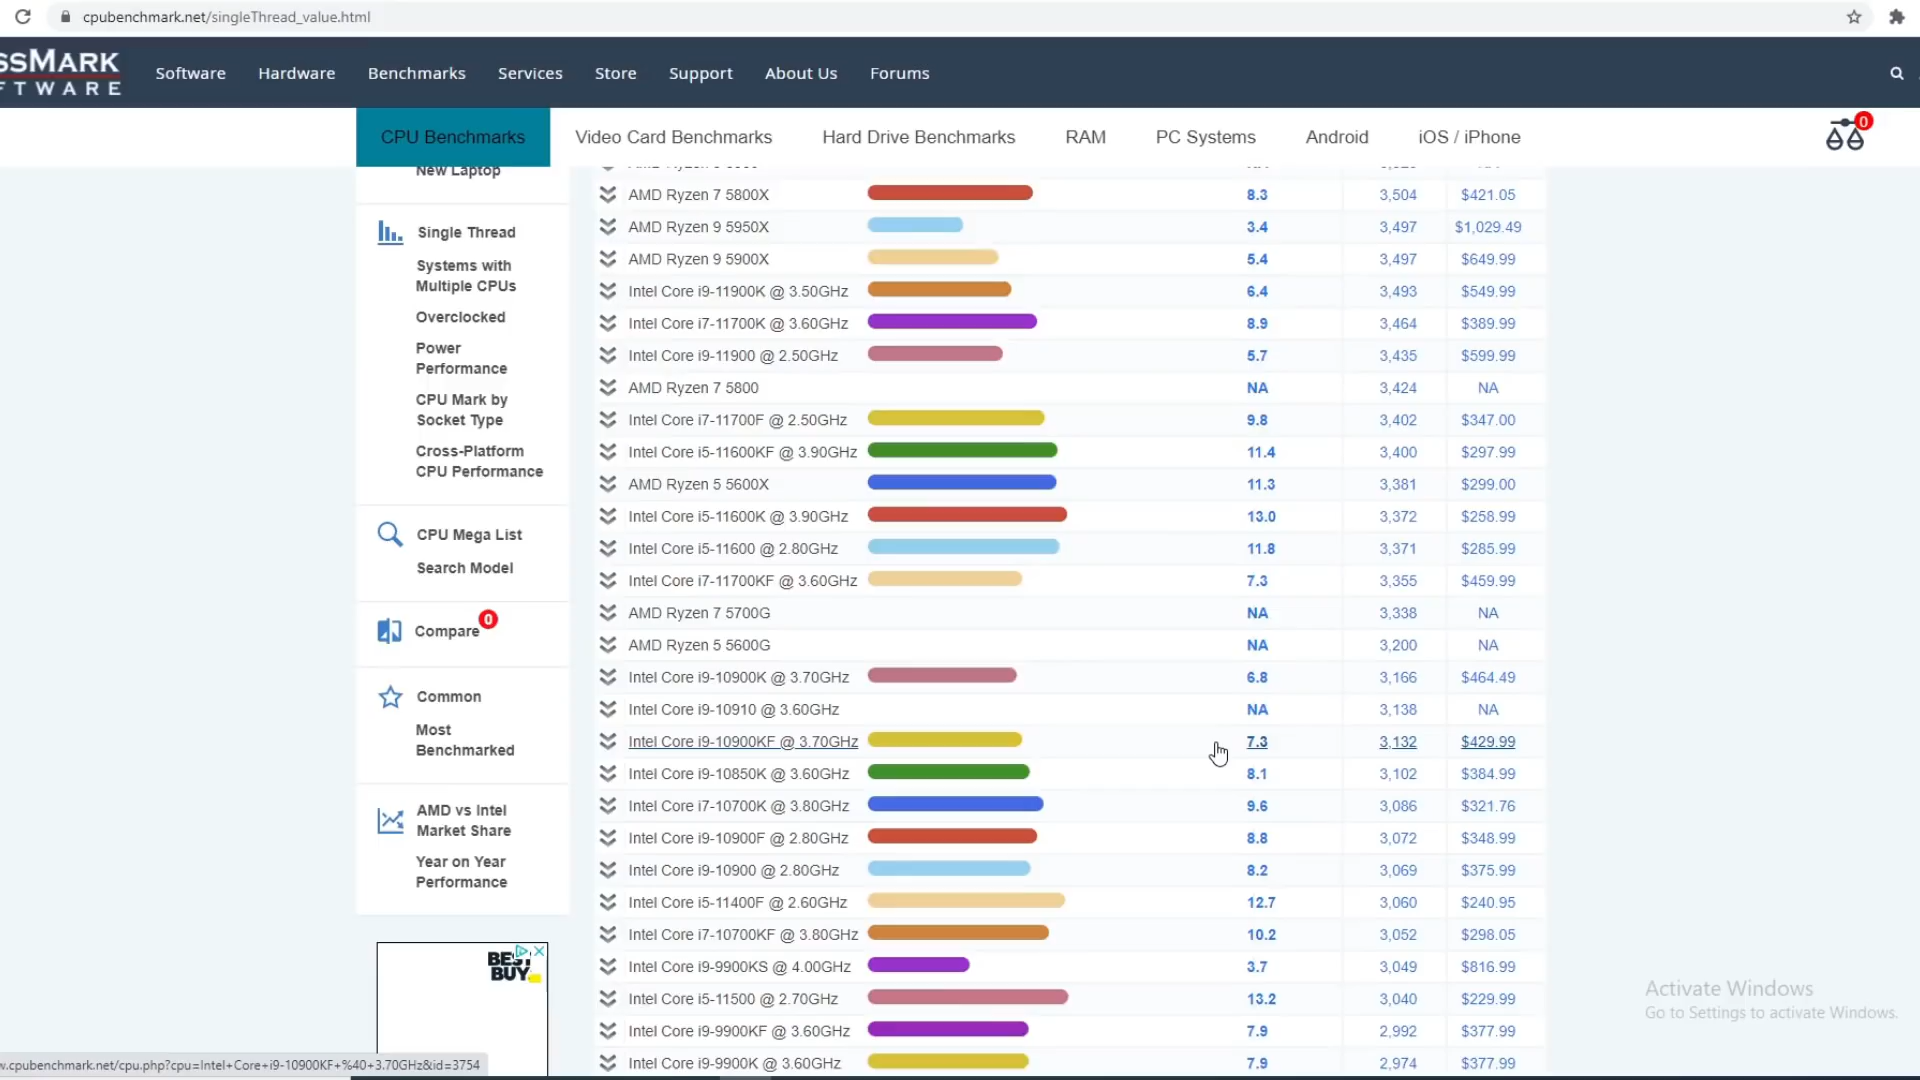 cpubenchmark.net/singleThread_value.html
SSMARK
FTWARE
Software Hardware Benchmarks Services Store Support About Us Forums
CPU Benchmarks Video Card Benchmarks Hard Drive Benchmarks RAM PC Systems Android iOS / iPhone
0
New Laptop
Single Thread
Systems with
Multiple CPUs
Overclocked
Power
Performance
CPU Mark by
Socket Type
Cross-Platform
CPU Performance
CPU Mega List
Search Model
Compare 0
Common
Most
Benchmarked
AMD vs Intel
Market Share
Year on Year
Performance
BEST
BUY
AMD Ryzen 7 5800X 8.3 3,504 $421.05
AMD Ryzen 9 5950X 3.4 3,497 $1,029.49
AMD Ryzen 9 5900X 5.4 3,497 $649.99
Intel Core i9-11900K @ 3.50GHz 6.4 3,493 $549.99
Intel Core i7-11700K @ 3.60GHz 8.9 3,464 $389.99
Intel Core i9-11900 @ 2.50GHz 5.7 3,435 $599.99
AMD Ryzen 7 5800 NA 3,424 NA
Intel Core i7-11700F @ 2.50GHz 9.8 3,402 $347.00
Intel Core i5-11600KF @ 3.90GHz 11.4 3,400 $297.99
AMD Ryzen 5 5600X 11.3 3,381 $299.00
Intel Core i5-11600K @ 3.90GHz 13.0 3,372 $258.99
Intel Core i5-11600 @ 2.80GHz 11.8 3,371 $285.99
Intel Core i7-11700KF @ 3.60GHz 7.3 3,355 $459.99
AMD Ryzen 7 5700G NA 3,338 NA
AMD Ryzen 5 5600G NA 3,200 NA
Intel Core i9-10900K @ 3.70GHz 6.8 3,166 $464.49
Intel Core i9-10910 @ 3.60GHz NA 3,138 NA
Intel Core i9-10900KF @ 3.70GHz 7.3 3,132 $429.99
Intel Core i9-10850K @ 3.60GHz 8.1 3,102 $384.99
Intel Core i7-10700K @ 3.80GHz 9.6 3,086 $321.76
Intel Core i9-10900F @ 2.80GHz 8.8 3,072 $348.99
Intel Core i9-10900 @ 2.80GHz 8.2 3,069 $375.99
Intel Core i5-11400F @ 2.60GHz 12.7 3,060 $240.95
Intel Core i7-10700KF @ 3.80GHz 10.2 3,052 $298.05
Intel Core i9-9900KS @ 4.00GHz 3.7 3,049 $816.99
Intel Core i5-11500 @ 2.70GHz 13.2 3,040 $229.99
Intel Core i9-9900KF @ 3.60GHz 7.9 2,992 $377.99
Intel Core i9-9900K @ 3.60GHz 7.9 2,974 $377.99
Activate Windows
Go to Settings to activate Windows.
w.cpubenchmark.net/cpu.php?cpu=Intel+Core+i9-10900KF+%40+3.70GHz&id=3754